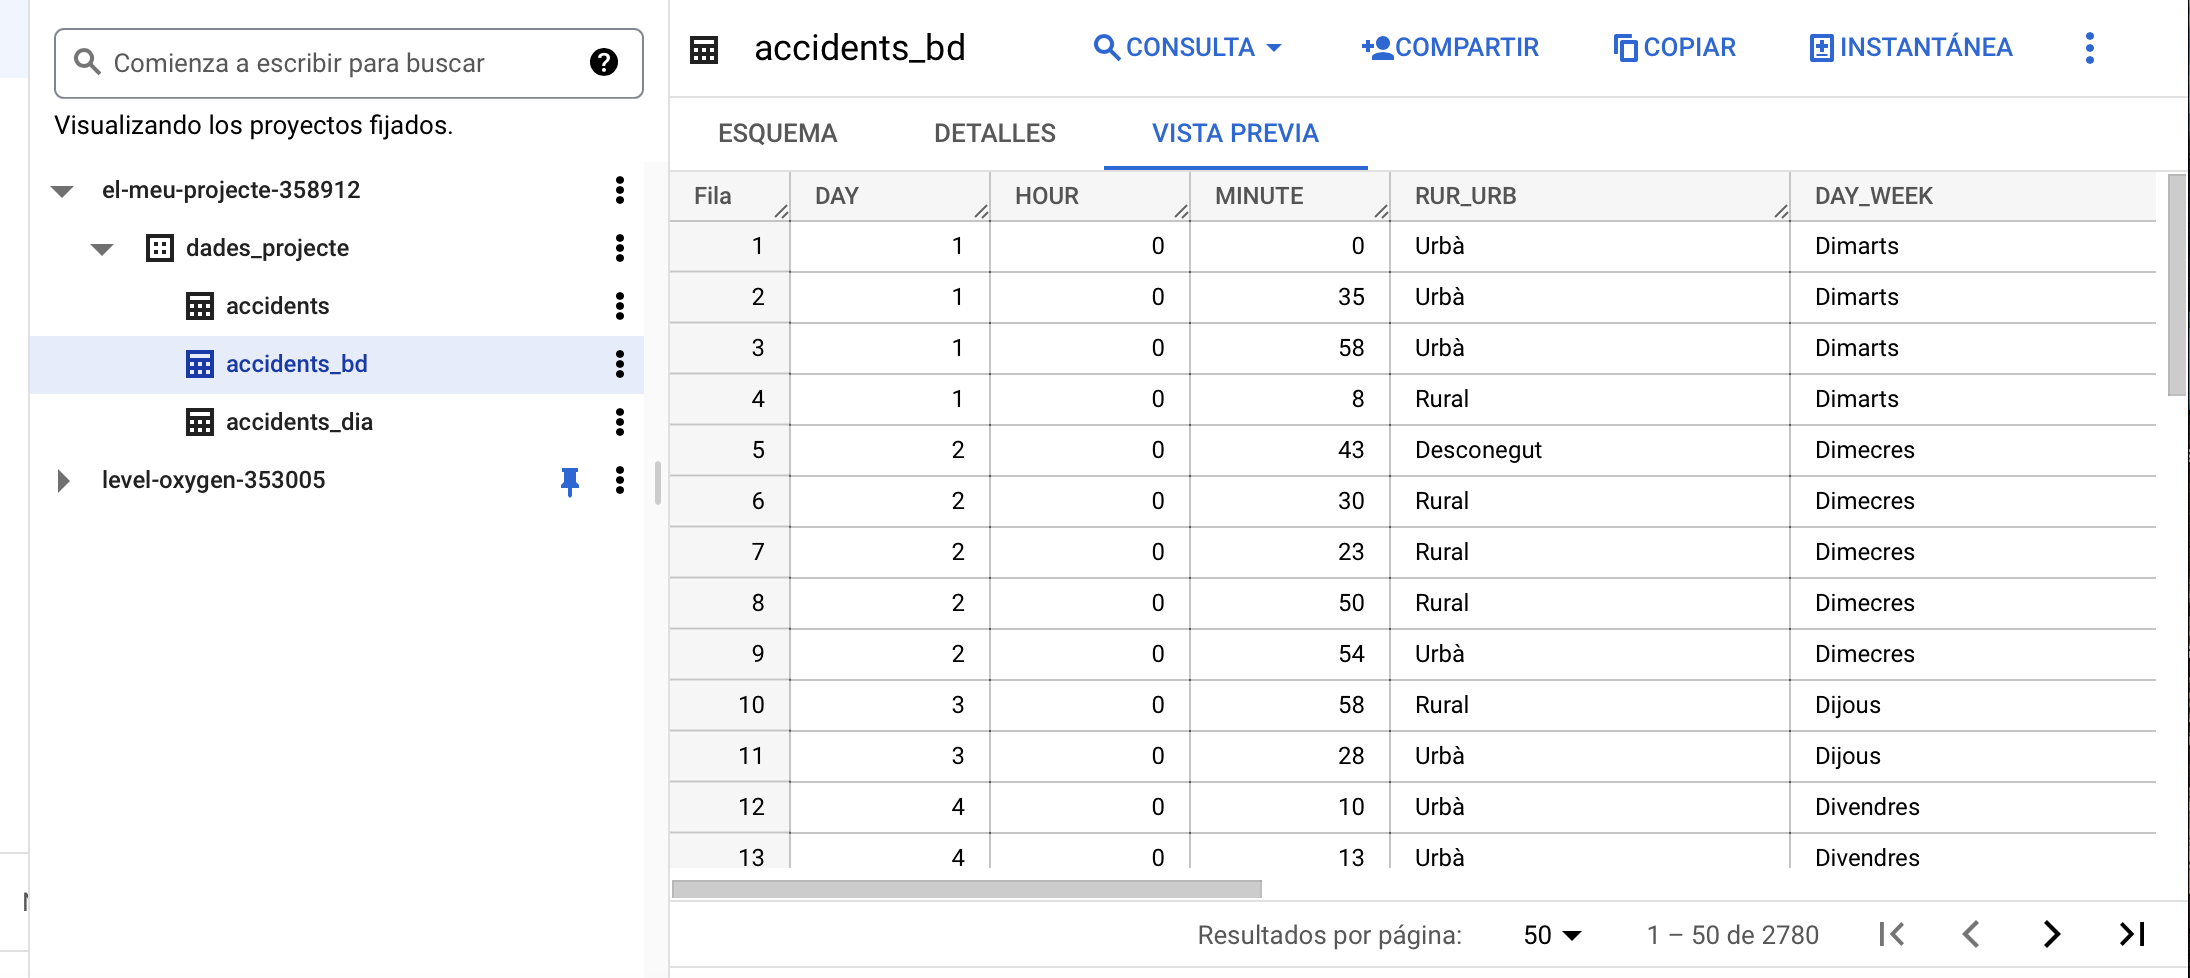 Comienza a escribir para buscar
Visualizando los proyectos fijados.
el-meu-projecte-358912
dades_projecte
accidents
accidents_bd
accidents_dia
level-oxygen-353005
accidents_bd CONSULTA COMPARTIR COPIAR INSTANTÁNEA
ESQUEMA DETALLES VISTA PREVIA
Fila DAY HOUR MINUTE RUR_URB DAY_WEEK
1 1 0 0 Urbà Dimarts
2 1 0 35 Urbà Dimarts
3 1 0 58 Urbà Dimarts
4 1 0 8 Rural Dimarts
5 2 0 43 Desconegut Dimecres
6 2 0 30 Rural Dimecres
7 2 0 23 Rural Dimecres
8 2 0 50 Rural Dimecres
9 2 0 54 Urbà Dimecres
10 3 0 58 Rural Dijous
11 3 0 28 Urbà Dijous
12 4 0 10 Urbà Divendres
13 4 0 13 Urbà Divendres
Resultados por página: 50 1 – 50 de 2780